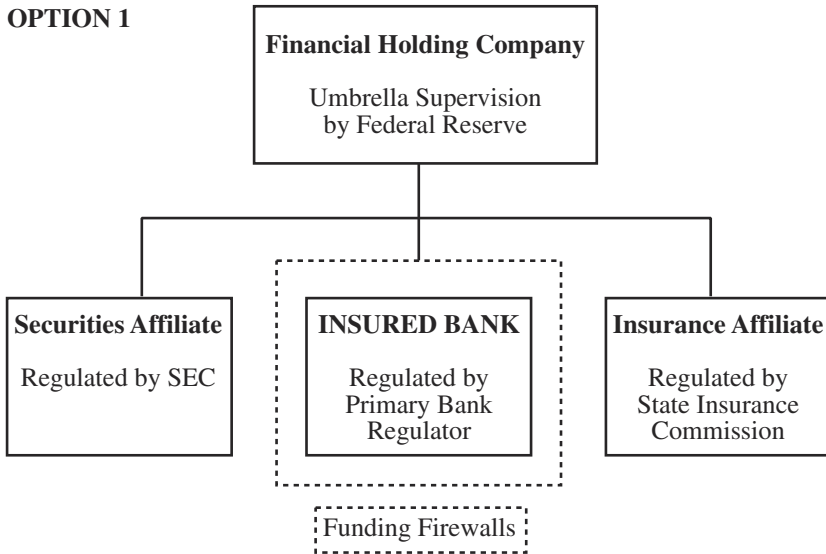 OPTION 1
Financial Holding Company
Umbrella Supervision
by Federal Reserve
Securities Affiliate
Regulated by SEC
INSURED BANK
Regulated by
Primary Bank
Regulator
Insurance Affiliate
Regulated by
State Insurance
Commission
Funding Firewalls